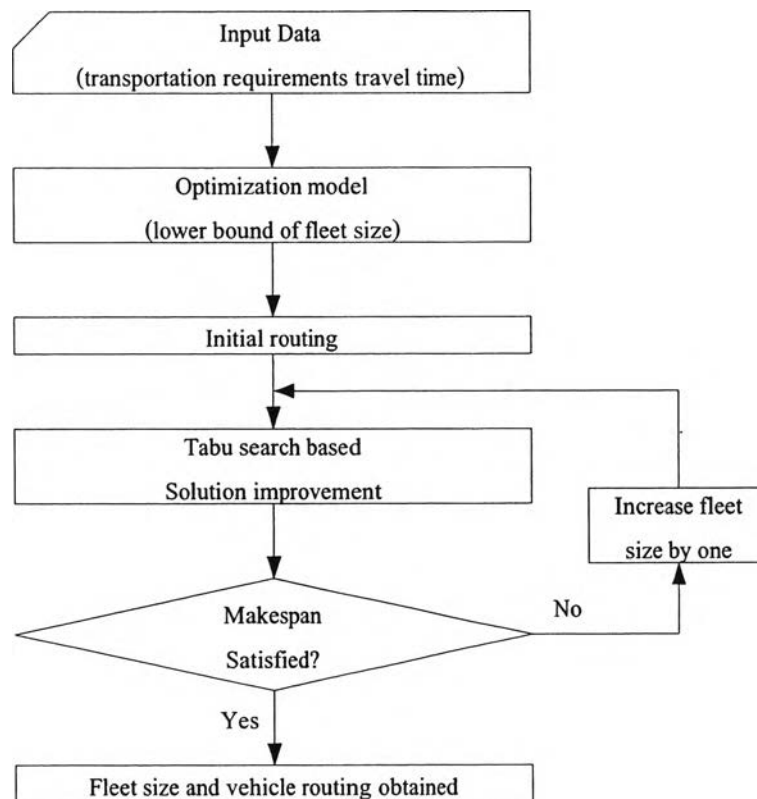 Input Data
(transportation requirements travel time)
Optimization model
(lower bound of fleet size)
Initial routing
Tabu search based
Solution improvement
Increase fleet
size by one
Makespan
Satisfied?
No
Yes
Fleet size and vehicle routing obtained